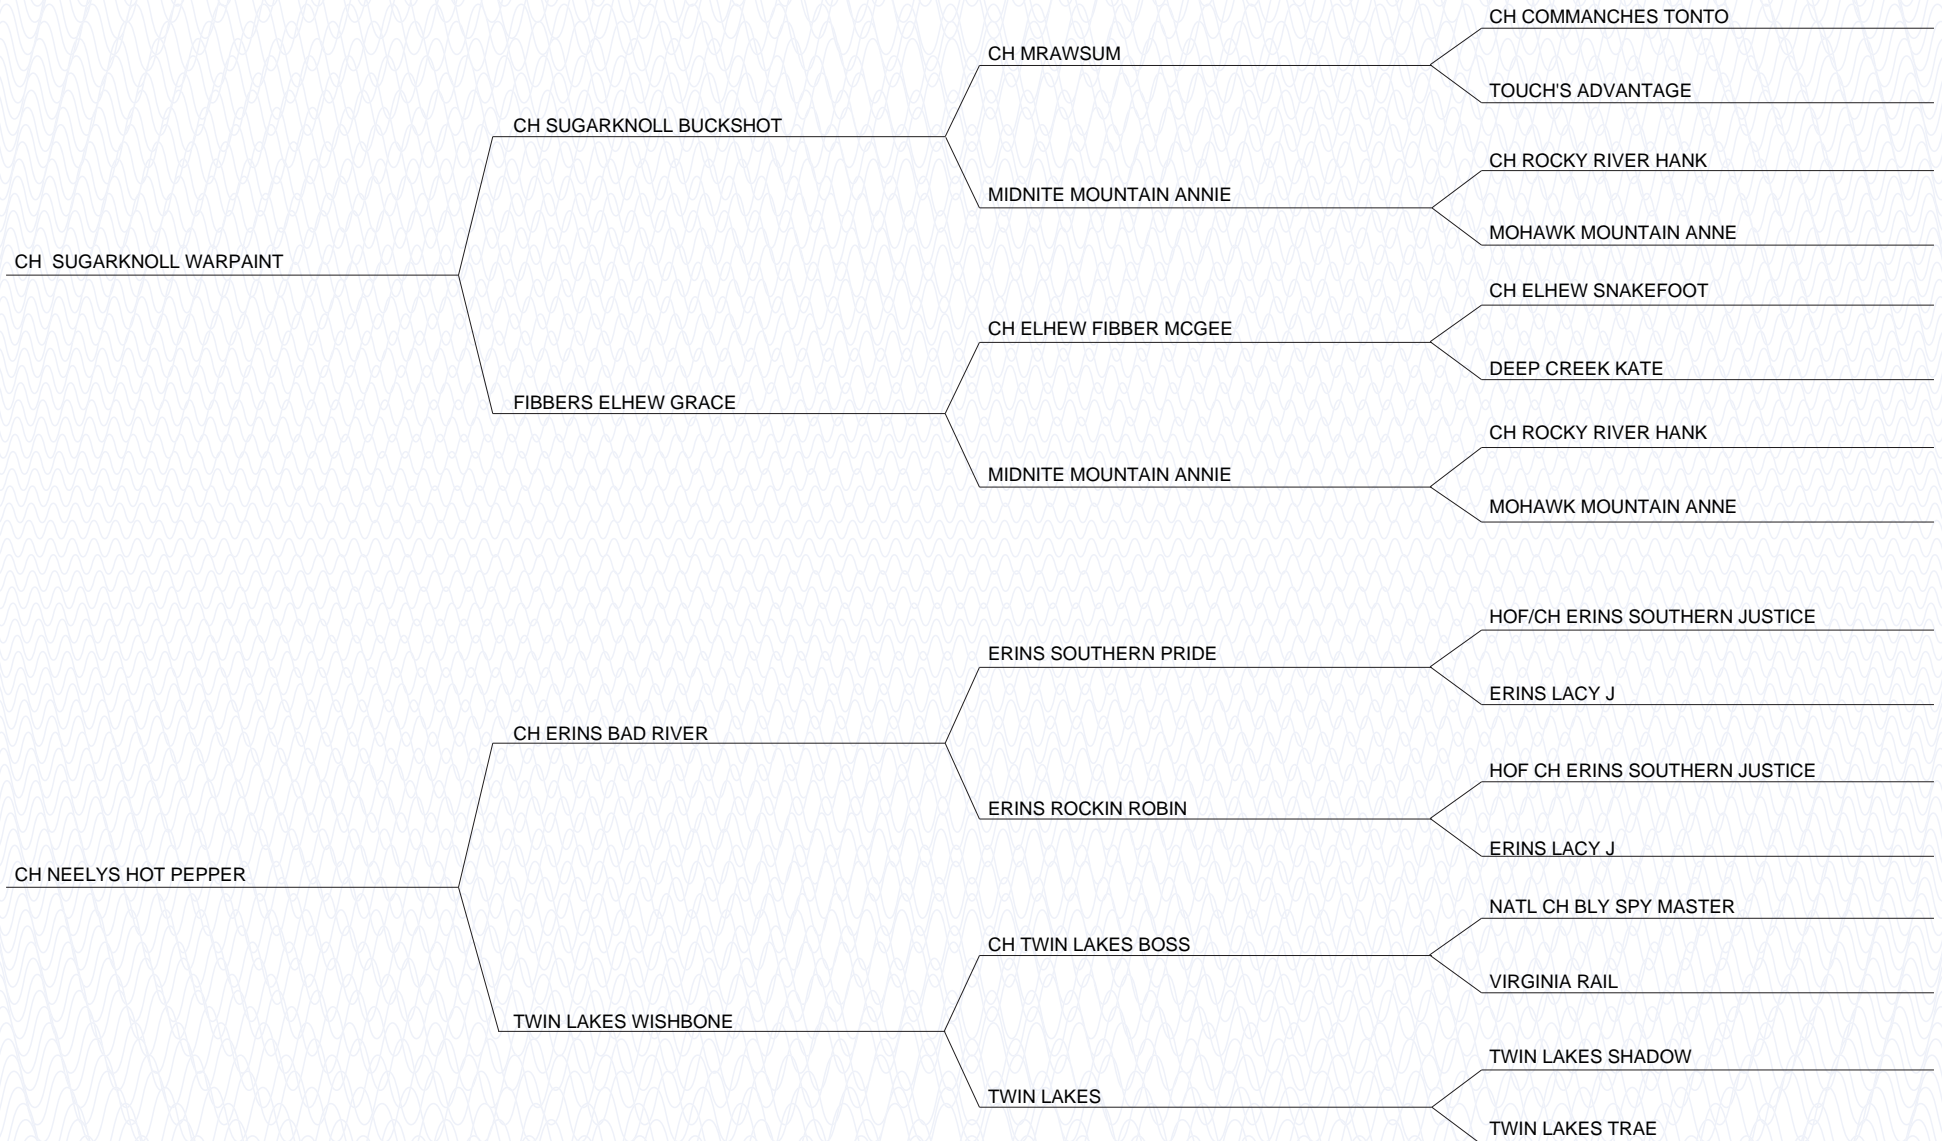 CH COMMANCHES TONTO
CH MRAWSUM
TOUCH'S ADVANTAGE
CH SUGARKNOLL BUCKSHOT
CH ROCKY RIVER HANK
MIDNITE MOUNTAIN ANNIE
MOHAWK MOUNTAIN ANNE
CH  SUGARKNOLL WARPAINT
CH ELHEW SNAKEFOOT
CH ELHEW FIBBER MCGEE
DEEP CREEK KATE
FIBBERS ELHEW GRACE
CH ROCKY RIVER HANK
MIDNITE MOUNTAIN ANNIE
MOHAWK MOUNTAIN ANNE
HOF/CH ERINS SOUTHERN JUSTICE
ERINS SOUTHERN PRIDE
ERINS LACY J
CH ERINS BAD RIVER
HOF CH ERINS SOUTHERN JUSTICE
ERINS ROCKIN ROBIN
ERINS LACY J
CH NEELYS HOT PEPPER
NATL CH BLY SPY MASTER
CH TWIN LAKES BOSS
VIRGINIA RAIL
TWIN LAKES WISHBONE
TWIN LAKES SHADOW
TWIN LAKES
TWIN LAKES TRAE